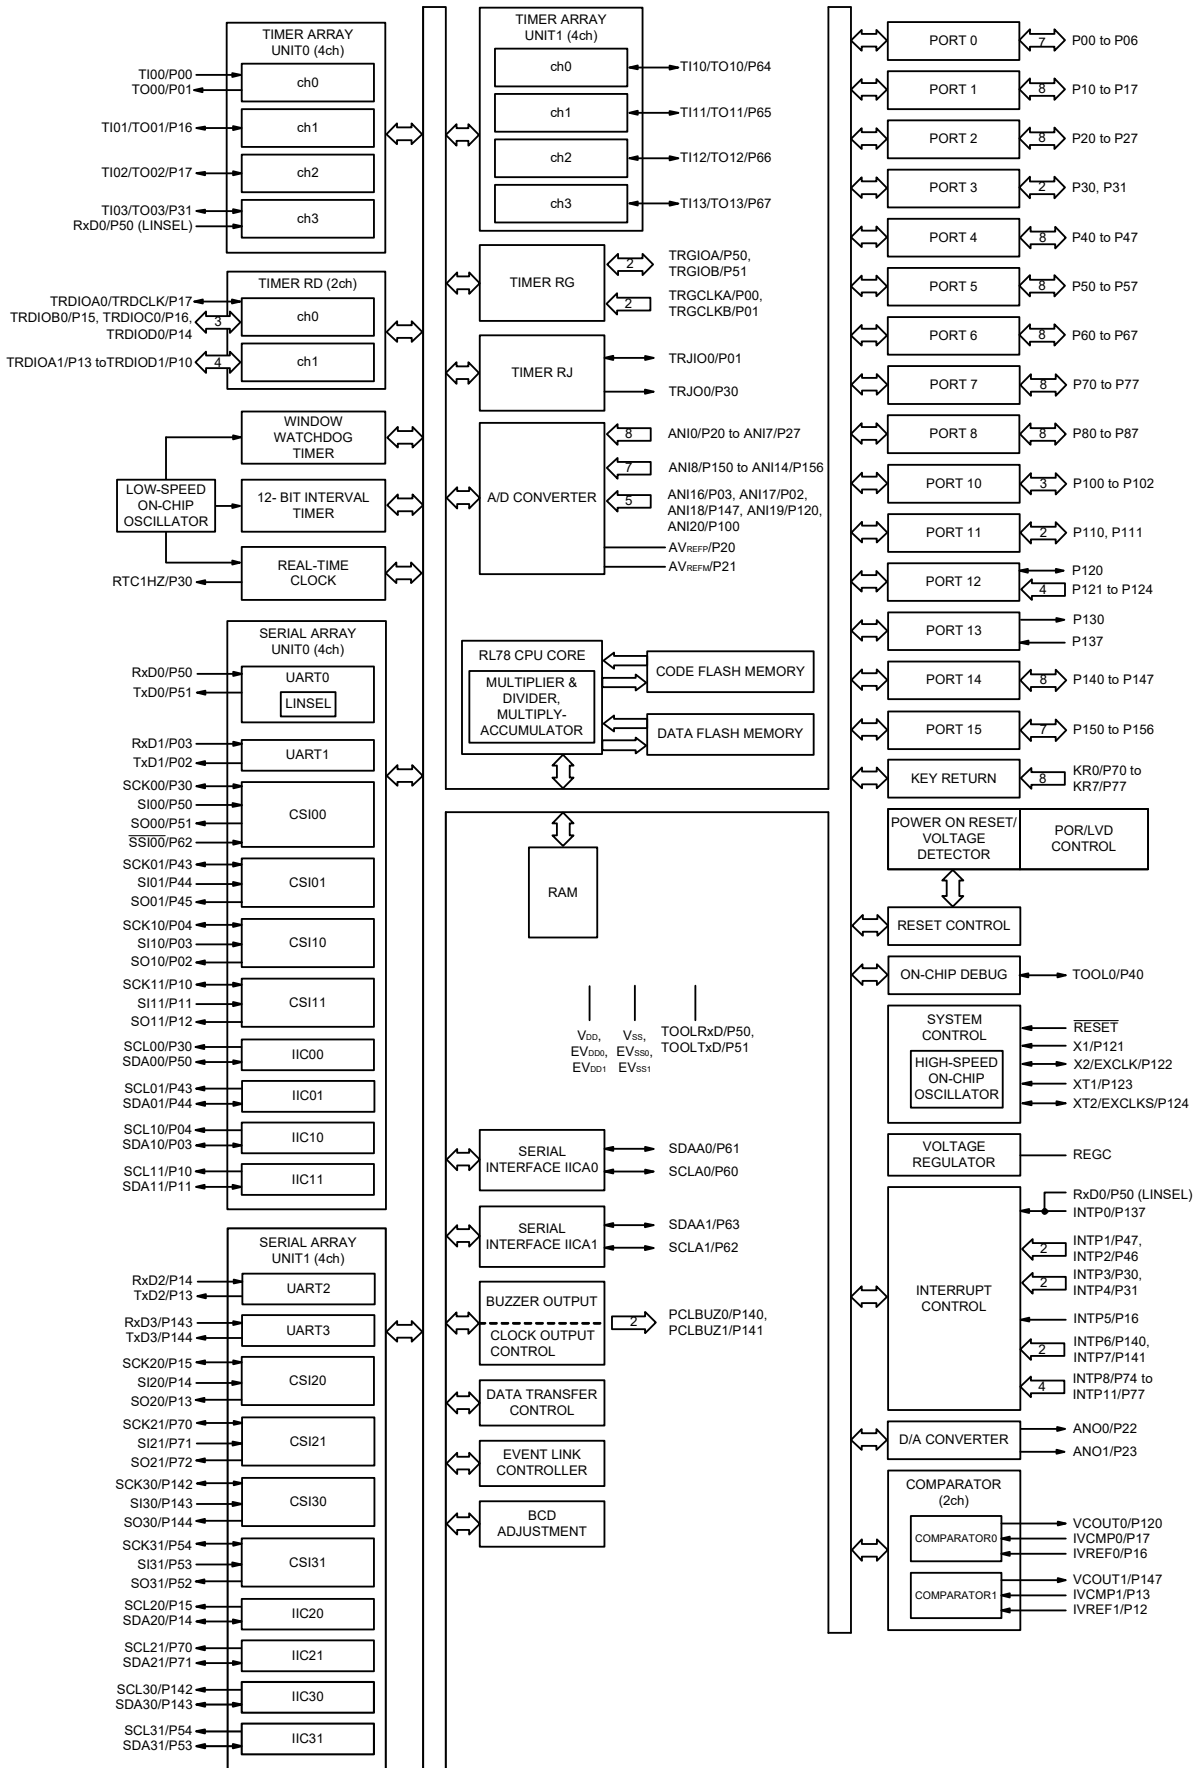 TIMER ARRAY
UNIT0 (4ch)
TI00/P00
TO00/P01
ch0
TI01/TO01/P16
ch1
TI02/TO02/P17
ch2
TI03/TO03/P31
RxD0/P50 (LINSEL)
ch3
TIMER RD (2ch)
TRDIOA0/TRDCLK/P17
TRDIOB0/P15, TRDIOC0/P16,
TRDIOD0/P14
3
ch0
TRDIOA1/P13 toTRDIOD1/P10
4
ch1
WINDOW
WATCHDOG
TIMER
LOW-SPEED
ON-CHIP
OSCILLATOR
12- BIT INTERVAL
TIMER
RTC1HZ/P30
REAL-TIME
CLOCK
SERIAL ARRAY
UNIT0 (4ch)
RxD0/P50
TxD0/P51
UART0
LINSEL
RxD1/P03
TxD1/P02
UART1
SCK00/P30
SI00/P50
SO00/P51
SSI00/P62
CSI00
SCK01/P43
SI01/P44
SO01/P45
CSI01
SCK10/P04
SI10/P03
SO10/P02
CSI10
SCK11/P10
SI11/P11
SO11/P12
CSI11
SCL00/P30
SDA00/P50
IIC00
SCL01/P43
SDA01/P44
IIC01
SCL10/P04
SDA10/P03
IIC10
SCL11/P10
SDA11/P11
IIC11
SERIAL ARRAY
UNIT1 (4ch)
RxD2/P14
TxD2/P13
UART2
RxD3/P143
TxD3/P144
UART3
SCK20/P15
SI20/P14
SO20/P13
CSI20
SCK21/P70
SI21/P71
SO21/P72
CSI21
SCK30/P142
SI30/P143
SO30/P144
CSI30
SCK31/P54
SI31/P53
SO31/P52
CSI31
SCL20/P15
SDA20/P14
IIC20
SCL21/P70
SDA21/P71
IIC21
SCL30/P142
SDA30/P143
IIC30
SCL31/P54
SDA31/P53
IIC31
TIMER ARRAY
UNIT1 (4ch)
ch0
TI10/TO10/P64
ch1
TI11/TO11/P65
ch2
TI12/TO12/P66
ch3
TI13/TO13/P67
TIMER RG
2
TRGIOA/P50,
TRGIOB/P51
2
TRGCLKA/P00,
TRGCLKB/P01
TIMER RJ
TRJIO0/P01
TRJO0/P30
A/D CONVERTER
8
ANI0/P20 to ANI7/P27
7
ANI8/P150 to ANI14/P156
5
ANI16/P03, ANI17/P02,
ANI18/P147, ANI19/P120,
ANI20/P100
AVREFP/P20
AVREFM/P21
RL78 CPU CORE
MULTIPLIER &
DIVIDER,
MULTIPLY-
ACCUMULATOR
CODE FLASH MEMORY
DATA FLASH MEMORY
RAM
VDD,
EVDD0,
EVDD1
VSS,
EVSS0,
EVSS1
TOOLRxD/P50,
TOOLTxD/P51
SERIAL
INTERFACE IICA0
SDAA0/P61
SCLA0/P60
SERIAL
INTERFACE IICA1
SDAA1/P63
SCLA1/P62
BUZZER OUTPUT
CLOCK OUTPUT
CONTROL
2
PCLBUZ0/P140,
PCLBUZ1/P141
DATA TRANSFER
CONTROL
EVENT LINK
CONTROLLER
BCD
ADJUSTMENT
PORT 0
7
P00 to P06
PORT 1
8
P10 to P17
PORT 2
8
P20 to P27
PORT 3
2
P30, P31
PORT 4
8
P40 to P47
PORT 5
8
P50 to P57
PORT 6
8
P60 to P67
PORT 7
8
P70 to P77
PORT 8
8
P80 to P87
PORT 10
3
P100 to P102
PORT 11
2
P110, P111
PORT 12
P120
4
P121 to P124
PORT 13
P130
P137
PORT 14
8
P140 to P147
PORT 15
7
P150 to P156
KEY RETURN
8
KR0/P70 to
KR7/P77
POWER ON RESET/
VOLTAGE
DETECTOR
POR/LVD
CONTROL
RESET CONTROL
ON-CHIP DEBUG
TOOL0/P40
SYSTEM
CONTROL
HIGH-SPEED
ON-CHIP
OSCILLATOR
RESET
X1/P121
X2/EXCLK/P122
XT1/P123
XT2/EXCLKS/P124
VOLTAGE
REGULATOR
REGC
INTERRUPT
CONTROL
RxD0/P50 (LINSEL)
INTP0/P137
2
INTP1/P47,
INTP2/P46
2
INTP3/P30,
INTP4/P31
INTP5/P16
2
INTP6/P140,
INTP7/P141
4
INTP8/P74 to
INTP11/P77
D/A CONVERTER
ANO0/P22
ANO1/P23
COMPARATOR
(2ch)
COMPARATOR0
VCOUT0/P120
IVCMP0/P17
IVREF0/P16
COMPARATOR1
VCOUT1/P147
IVCMP1/P13
IVREF1/P12